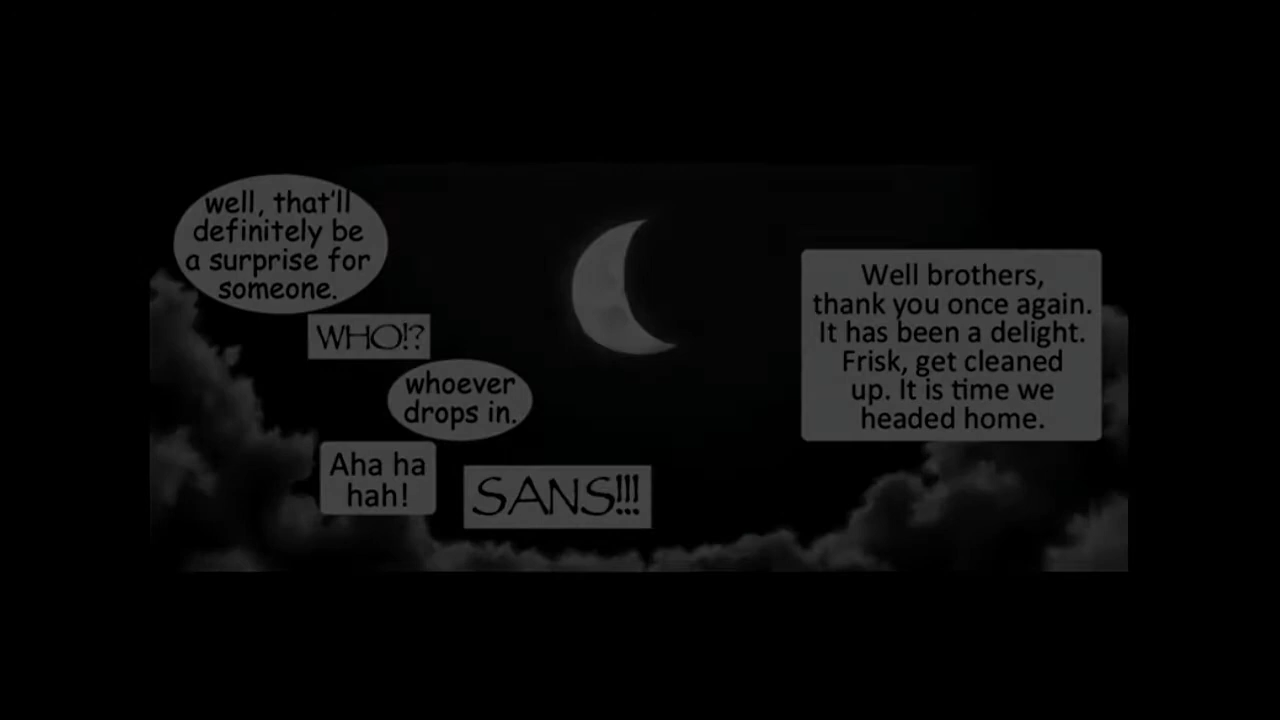 well, that'll
definitely be
a surprise for
someone.
WHO!?
whoever
drops in.
Aha ha
hah!
SANS!!!
Well brothers,
thank you once again.
It has been a delight.
Frisk, get cleaned
up. It is time we
headed home.